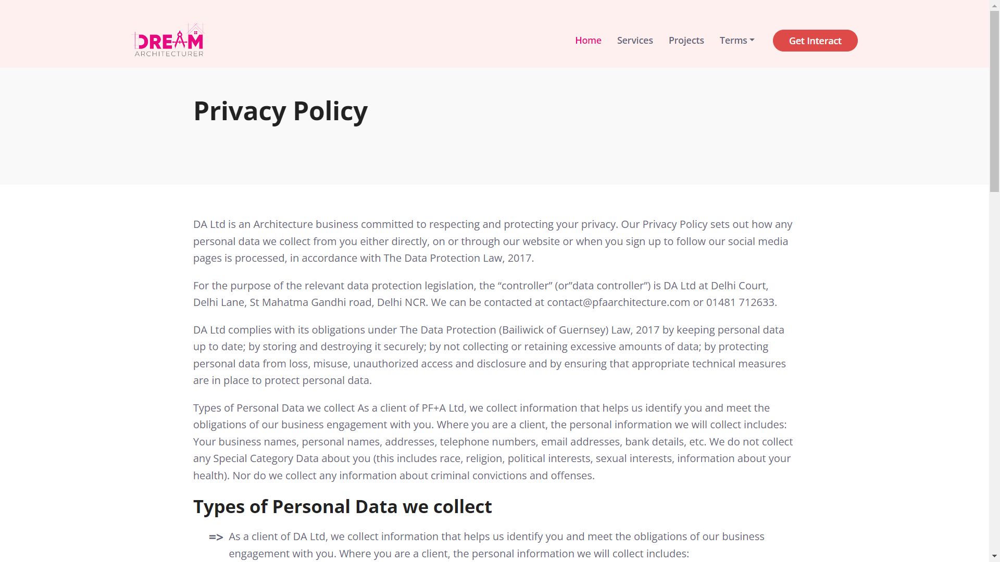 DREAM
ARCHITECTURER
Home
Services
Projects
Terms
Get Interact
Privacy Policy
DA Ltd is an Architecture business committed to respecting and protecting your privacy. Our Privacy Policy sets out how any
personal data we collect from you either directly, on or through our website or when you sign up to follow our social media
pages is processed, in accordance with The Data Protection Law, 2017.
For the purpose of the relevant data protection legislation, the “controller” (or”data controller”) is DA Ltd at Delhi Court,
Delhi Lane, St Mahatma Gandhi road, Delhi NCR. We can be contacted at contact@pfaarchitecture.com or 01481 712633.
DA Ltd complies with its obligations under The Data Protection (Bailiwick of Guernsey) Law, 2017 by keeping personal data
up to date; by storing and destroying it securely; by not collecting or retaining excessive amounts of data; by protecting
personal data from loss, misuse, unauthorized access and disclosure and by ensuring that appropriate technical measures
are in place to protect personal data.
Types of Personal Data we collect As a client of PF+A Ltd, we collect information that helps us identify you and meet the
obligations of our business engagement with you. Where you are a client, the personal information we will collect includes:
Your business names, personal names, addresses, telephone numbers, email addresses, bank details, etc. We do not collect
any Special Category Data about you (this includes race, religion, political interests, sexual interests, information about your
health). Nor do we collect any information about criminal convictions and offenses.
Types of Personal Data we collect
=> As a client of DA Ltd, we collect information that helps us identify you and meet the obligations of our business
engagement with you. Where you are a client, the personal information we will collect includes: